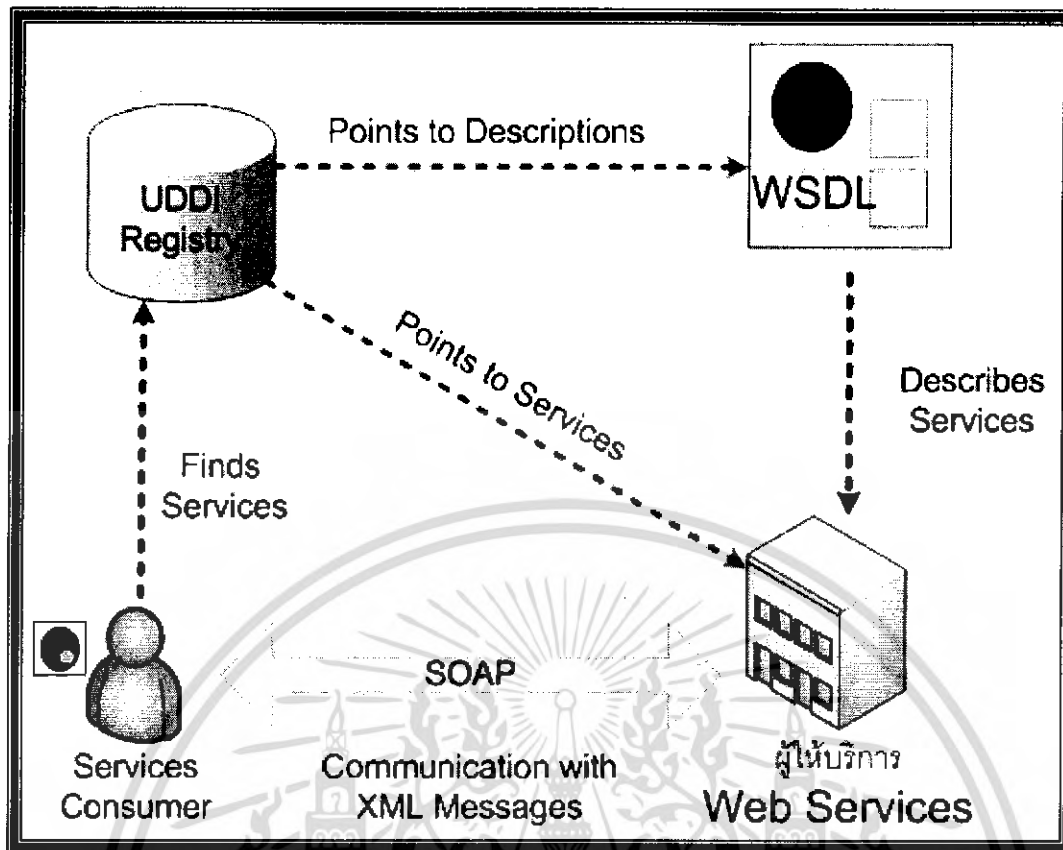 Points to Descriptions
UDDI
Registry
WSDL
Points to Services
Describes
Services
Finds
Services
SOAP
Services
Consumer
Communication with
XML Messages
ผู้ให้บริการ
Web Services